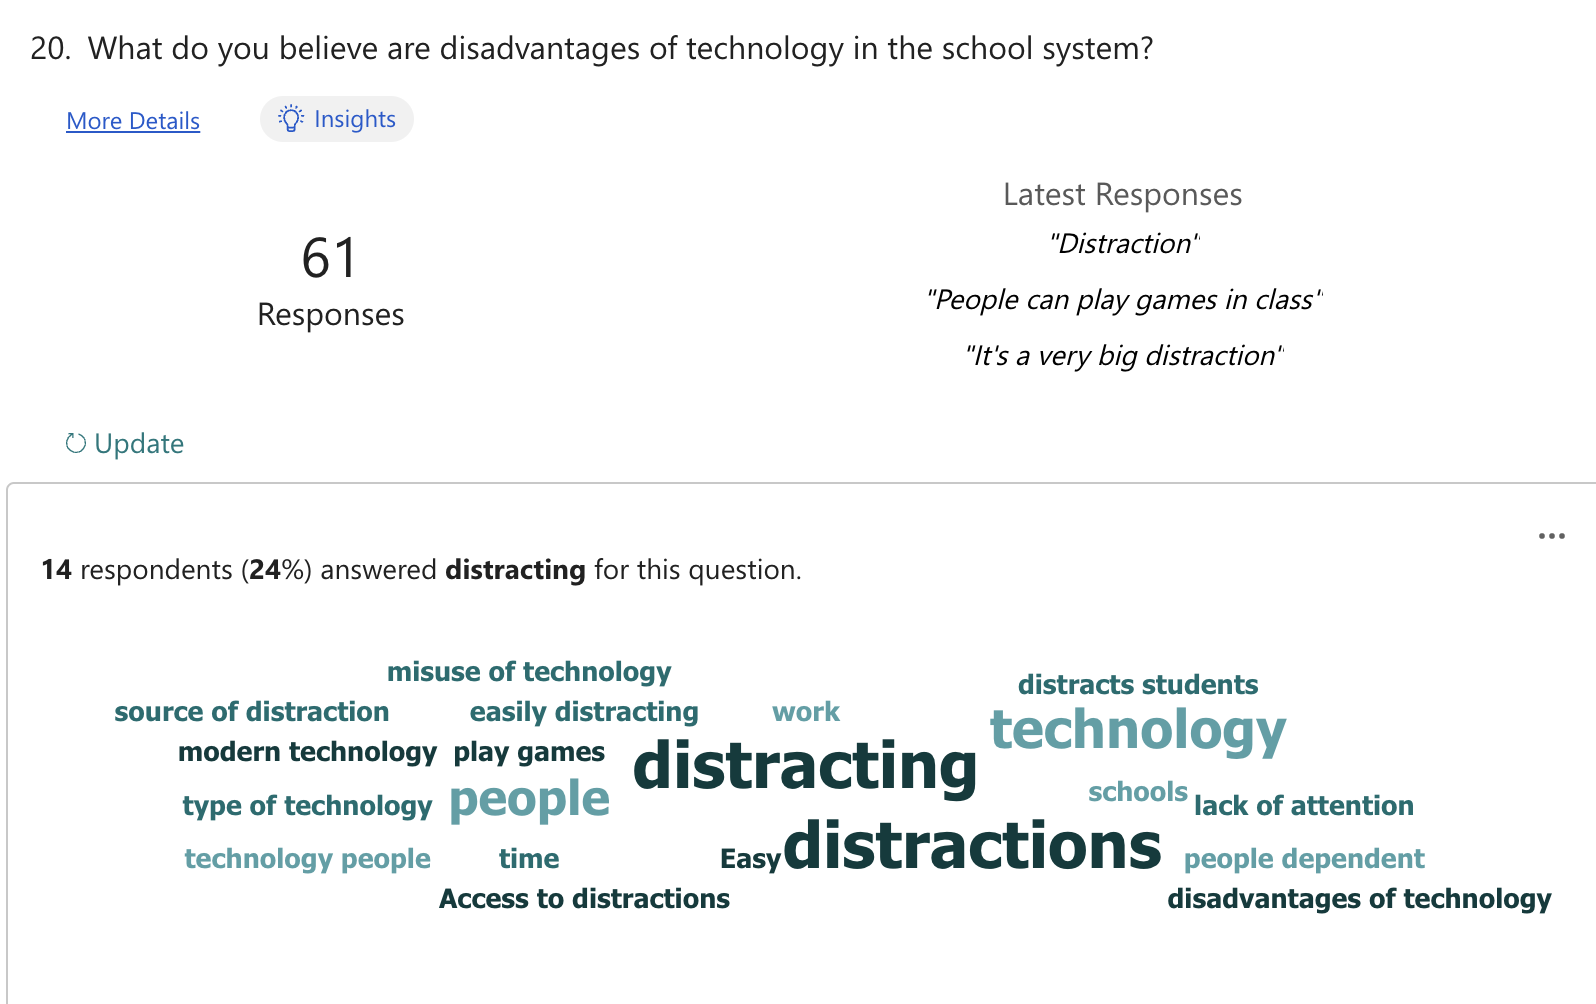 20. What do you believe are disadvantages of technology in the school system?
More Details
Insights
61
Responses
Latest Responses
"Distraction"
"People can play games in class"
"It's a very big distraction"
Update
...
14 respondents (24%) answered distracting for this question.
misuse of technology
distracts students
source of distraction
easily distracting
work
technology
modern technology
play games
distracting
people
schools
type of technology
lack of attention
technology people
time
Easy
distractions
people dependent
Access to distractions
disadvantages of technology